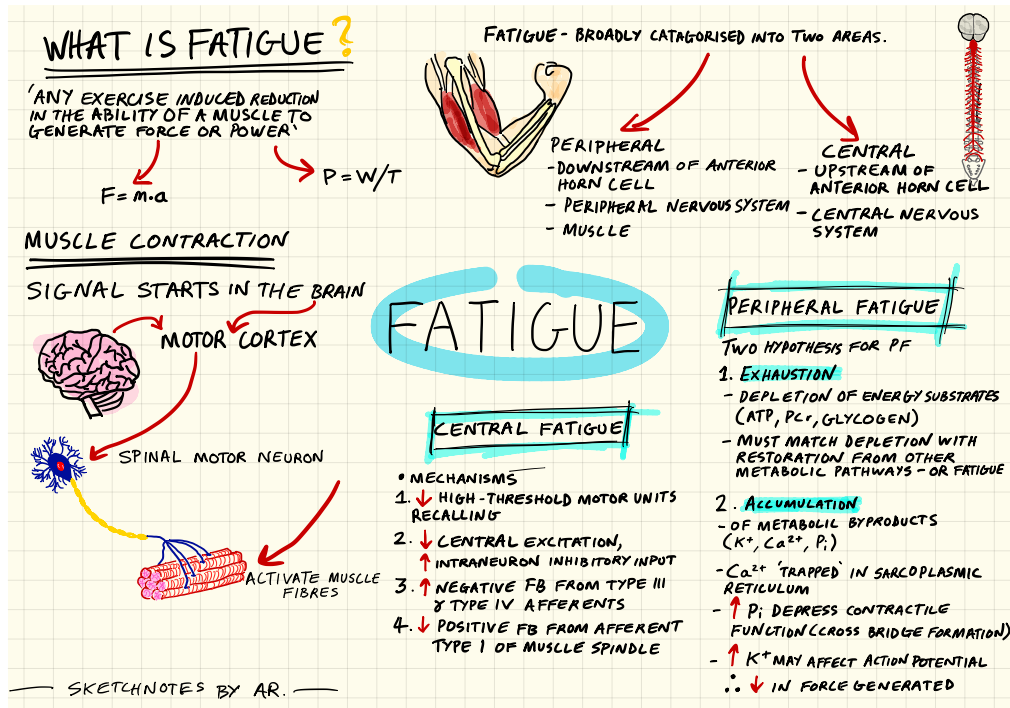 WHAT IS FATIGUE?
'ANY EXERCISE INDUCED REDUCTION
IN THE ABILITY OF A MUSCLE TO
GENERATE FORCE OR POWER'
F=m.a
P=W/T
FATIGUE - BROADLY CATAGORISED INTO TWO AREAS.
PERIPHERAL
- DOWNSTREAM OF ANTERIOR
HORN CELL
- PERIPHERAL NERVOUS SYSTEM
- MUSCLE
CENTRAL
- UPSTREAM OF
ANTERIOR HORN CELL
- CENTRAL NERVOUS
SYSTEM
MUSCLE CONTRACTION
SIGNAL STARTS IN THE BRAIN
MOTOR CORTEX
SPINAL MOTOR NEURON
ACTIVATE MUSCLE
FIBRES
FATIGUE
CENTRAL FATIGUE
• MECHANISMS
1. ↓ HIGH-THRESHOLD MOTOR UNITS
RECALLING
2. ↓ CENTRAL EXCITATION,
↑ INTRANEURON INHIBITORY INPUT
3. ↑ NEGATIVE FB FROM TYPE III
& TYPE IV AFFERENTS
4. ↓ POSITIVE FB FROM AFFERENT
TYPE 1 OF MUSCLE SPINDLE
PERIPHERAL FATIGUE
TWO HYPOTHESIS FOR PF
1. EXHAUSTION
- DEPLETION OF ENERGY SUBSTRATES
(ATP, PCr, GLYCOGEN)
- MUST MATCH DEPLETION WITH
RESTORATION FROM OTHER
METABOLIC PATHWAYS - OR FATIGUE
2. ACCUMULATION
- OF METABOLIC BYPRODUCTS
(K+, Ca2+, Pi)
- Ca2+ 'TRAPPED' IN SARCOPLASMIC
RETICULUM
- ↑ Pi DEPRESS CONTRACTILE
FUNCTION (CROSS BRIDGE FORMATION)
- ↑ K+ MAY AFFECT ACTION POTENTIAL
∴ ↓ IN FORCE GENERATED
SKETCHNOTES BY AR.